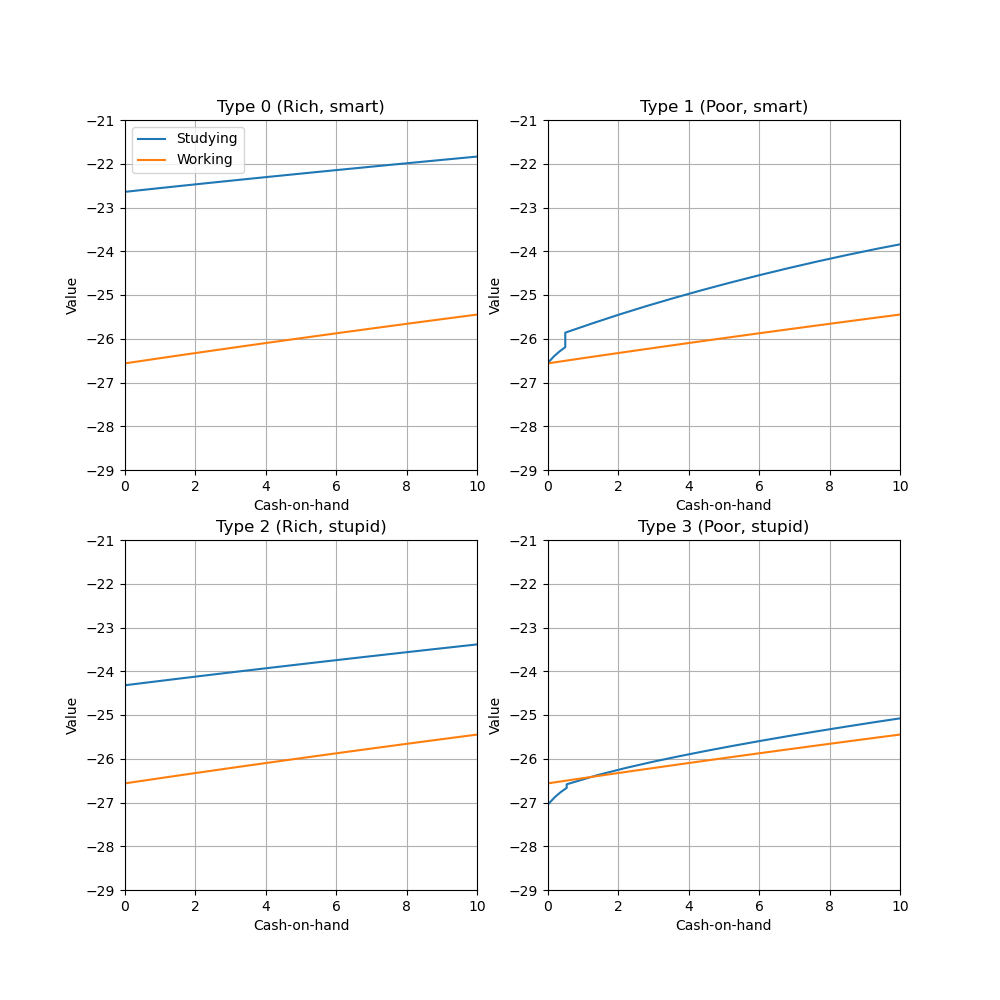 Type 0 (Rich, smart)
Type 1 (Poor, smart)
−21
−22
−23
−24
−25
−26
−27
−28
−29
Value
Studying
Working
0 2 4 6 8 10
Cash-on-hand
−21
−22
−23
−24
−25
−26
−27
−28
−29
Value
0 2 4 6 8 10
Cash-on-hand
Type 2 (Rich, stupid)
Type 3 (Poor, stupid)
−21
−22
−23
−24
−25
−26
−27
−28
−29
Value
0 2 4 6 8 10
Cash-on-hand
−21
−22
−23
−24
−25
−26
−27
−28
−29
Value
0 2 4 6 8 10
Cash-on-hand